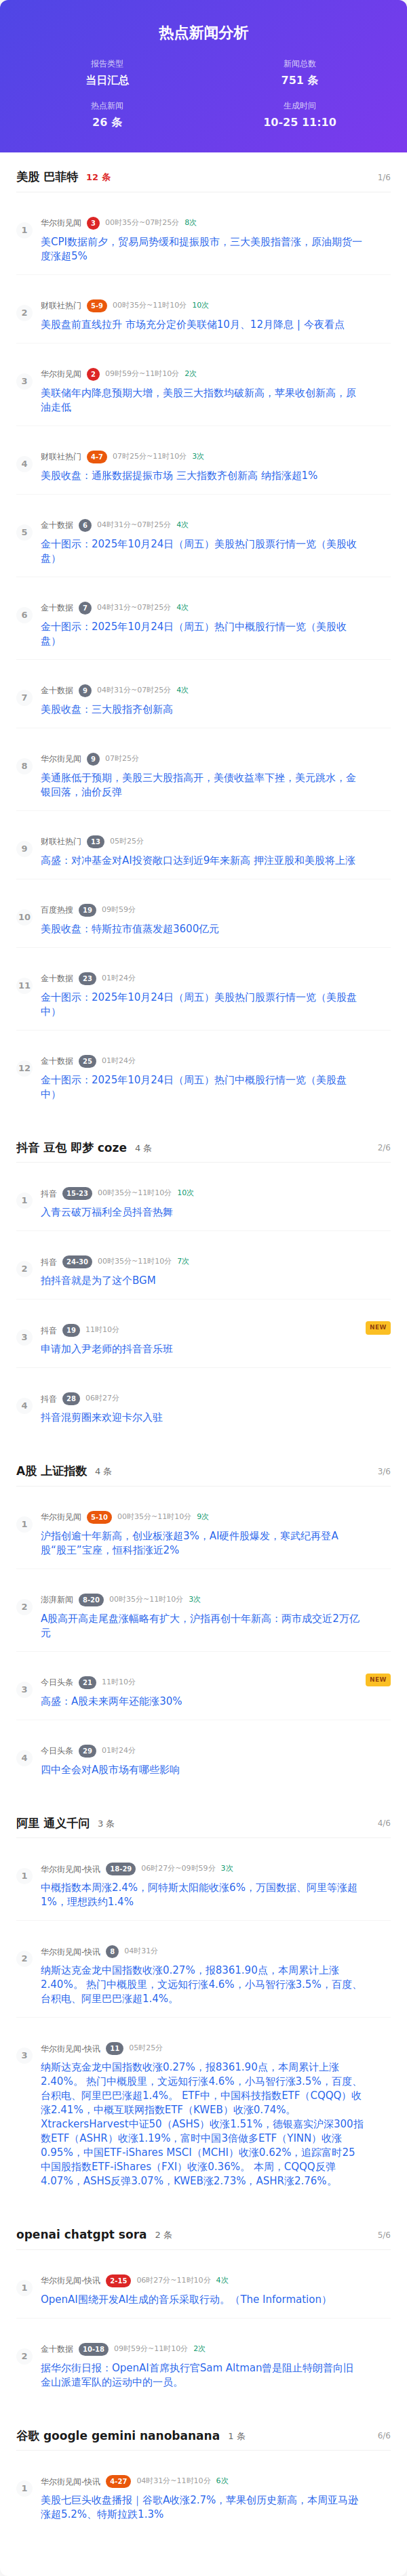 热点新闻分析
报告类型
新闻总数
当日汇总
751 条
热点新闻
生成时间
26 条
10-25 11:10
美股 巴菲特 12 条 1/6
1
华尔街见闻 3 00时35分~07时25分 8次
美CPI数据前夕，贸易局势缓和提振股市，三大美股指普涨，原油期货一
度涨超5%
2
财联社热门 5-9 00时35分~11时10分 10次
美股盘前直线拉升 市场充分定价美联储10月、12月降息 | 今夜看点
3
华尔街见闻 2 09时59分~11时10分 2次
美联储年内降息预期大增，美股三大指数均破新高，苹果收创新高，原
油走低
4
财联社热门 4-7 07时25分~11时10分 3次
美股收盘：通胀数据提振市场 三大指数齐创新高 纳指涨超1%
5
金十数据 6 04时31分~07时25分 4次
金十图示：2025年10月24日（周五）美股热门股票行情一览（美股收
盘）
6
金十数据 7 04时31分~07时25分 4次
金十图示：2025年10月24日（周五）热门中概股行情一览（美股收
盘）
7
金十数据 9 04时31分~07时25分 4次
美股收盘：三大股指齐创新高
8
华尔街见闻 9 07时25分
美通胀低于预期，美股三大股指高开，美债收益率下挫，美元跳水，金
银回落，油价反弹
9
财联社热门 13 05时25分
高盛：对冲基金对AI投资敞口达到近9年来新高 押注亚股和美股将上涨
10
百度热搜 19 09时59分
美股收盘：特斯拉市值蒸发超3600亿元
11
金十数据 23 01时24分
金十图示：2025年10月24日（周五）美股热门股票行情一览（美股盘
中）
12
金十数据 25 01时24分
金十图示：2025年10月24日（周五）热门中概股行情一览（美股盘
中）
抖音 豆包 即梦 coze 4 条 2/6
1
抖音 15-23 00时35分~11时10分 10次
入青云破万福利全员抖音热舞
2
抖音 24-30 00时35分~11时10分 7次
拍抖音就是为了这个BGM
3
抖音 19 11时10分 NEW
申请加入尹老师的抖音音乐班
4
抖音 28 06时27分
抖音混剪圈来欢迎卡尔入驻
A股 上证指数 4 条 3/6
1
华尔街见闻 5-10 00时35分~11时10分 9次
沪指创逾十年新高，创业板涨超3%，AI硬件股爆发，寒武纪再登A
股“股王”宝座，恒科指涨近2%
2
澎湃新闻 8-20 00时35分~11时10分 3次
A股高开高走尾盘涨幅略有扩大，沪指再创十年新高：两市成交近2万亿
元
3
今日头条 21 11时10分 NEW
高盛：A股未来两年还能涨30%
4
今日头条 29 01时24分
四中全会对A股市场有哪些影响
阿里 通义千问 3 条 4/6
1
华尔街见闻-快讯 18-29 06时27分~09时59分 3次
中概指数本周涨2.4%，阿特斯太阳能收涨6%，万国数据、阿里等涨超
1%，理想跌约1.4%
2
华尔街见闻-快讯 8 04时31分
纳斯达克金龙中国指数收涨0.27%，报8361.90点，本周累计上涨
2.40%。 热门中概股里，文远知行涨4.6%，小马智行涨3.5%，百度、
台积电、阿里巴巴涨超1.4%。
3
华尔街见闻-快讯 11 05时25分
纳斯达克金龙中国指数收涨0.27%，报8361.90点，本周累计上涨
2.40%。 热门中概股里，文远知行涨4.6%，小马智行涨3.5%，百度、
台积电、阿里巴巴涨超1.4%。 ETF中，中国科技指数ETF（CQQQ）收
涨2.41%，中概互联网指数ETF（KWEB）收涨0.74%。
XtrackersHarvest中证50（ASHS）收涨1.51%，德银嘉实沪深300指
数ETF（ASHR）收涨1.19%，富时中国3倍做多ETF（YINN）收涨
0.95%，中国ETF-iShares MSCI（MCHI）收涨0.62%，追踪富时25
中国股指数ETF-iShares（FXI）收涨0.36%。 本周，CQQQ反弹
4.07%，ASHS反弹3.07%，KWEB涨2.73%，ASHR涨2.76%。
openai chatgpt sora 2 条 5/6
1
华尔街见闻-快讯 2-15 06时27分~11时10分 4次
OpenAI围绕开发AI生成的音乐采取行动。（The Information）
2
金十数据 10-18 09时59分~11时10分 2次
据华尔街日报：OpenAI首席执行官Sam Altman曾是阻止特朗普向旧
金山派遣军队的运动中的一员。
谷歌 google gemini nanobanana 1 条 6/6
1
华尔街见闻-快讯 4-27 04时31分~11时10分 6次
美股七巨头收盘播报｜谷歌A收涨2.7%，苹果创历史新高，本周亚马逊
涨超5.2%、特斯拉跌1.3%